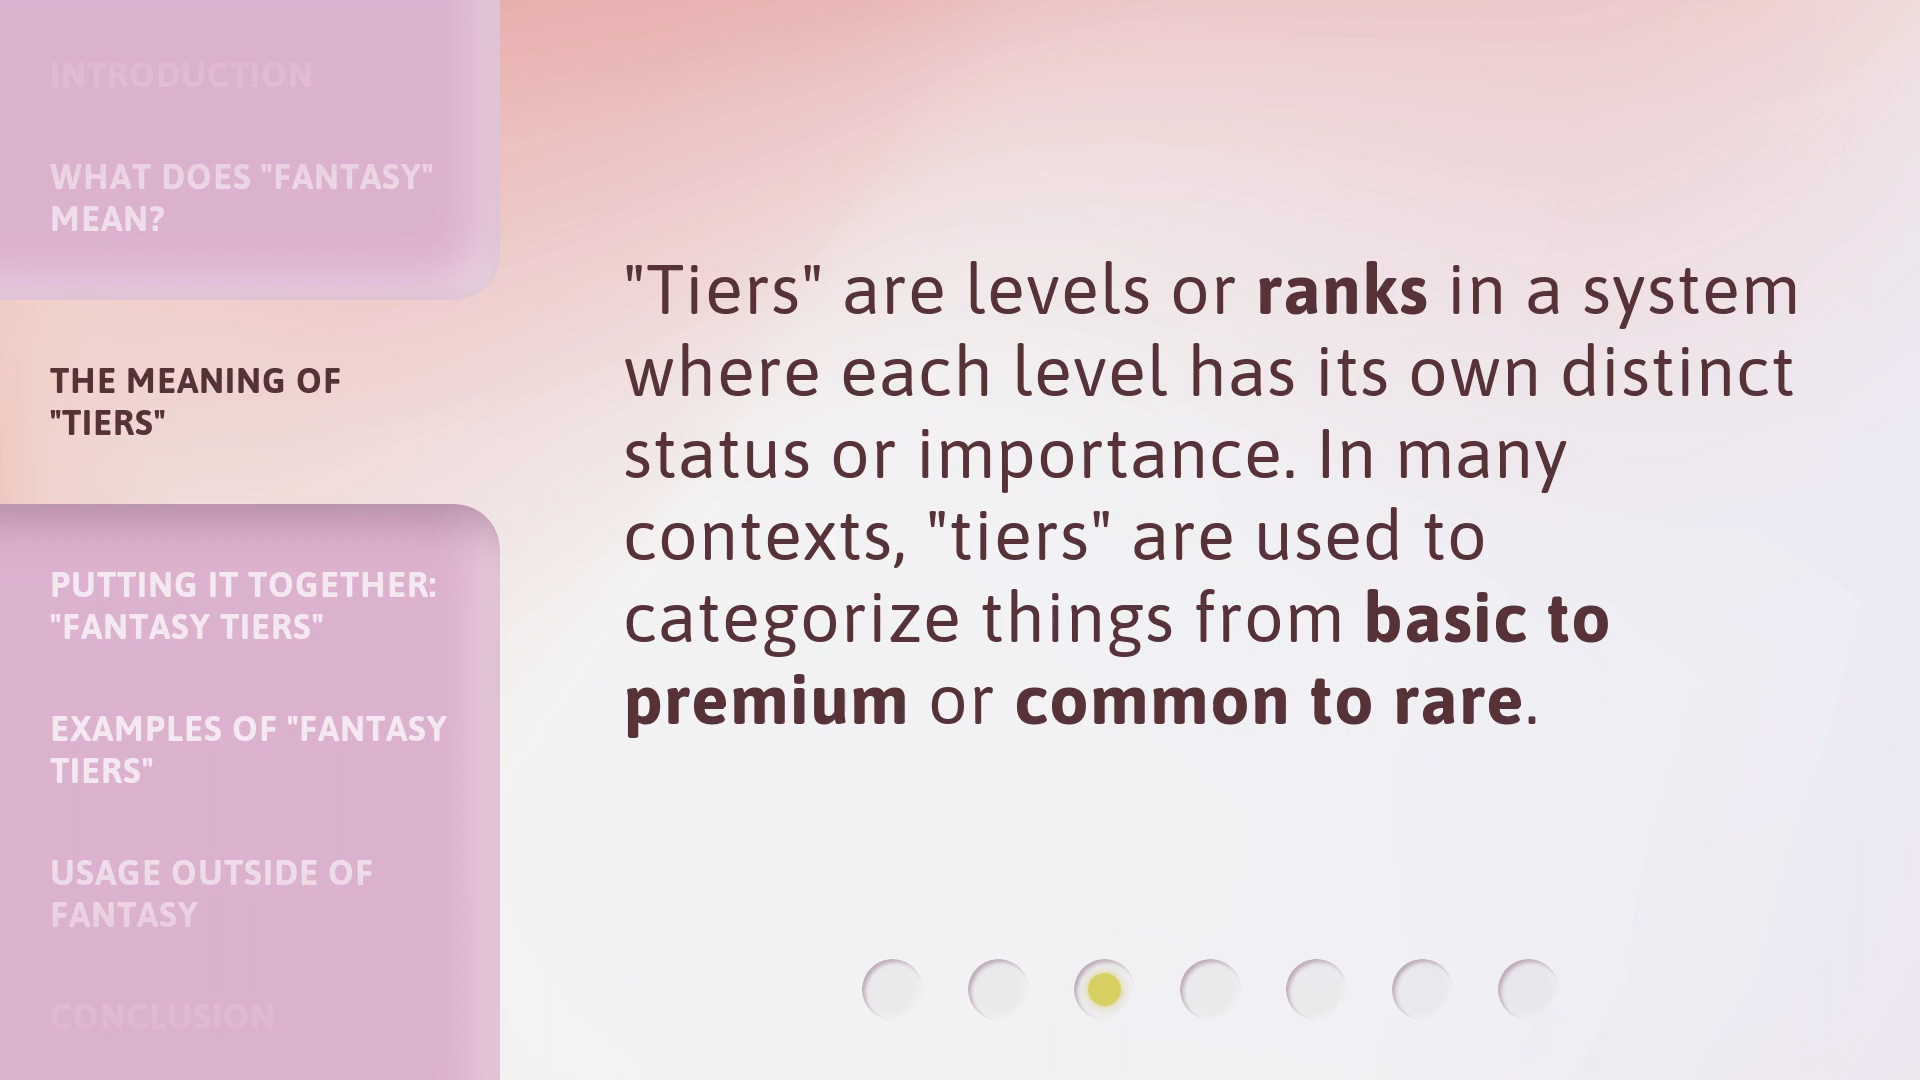 INTRODUCTION
WHAT DOES "FANTASY"
MEAN?
THE MEANING OF
"TIERS"
PUTTING IT TOGETHER:
"FANTASY TIERS"
EXAMPLES OF "FANTASY
TIERS"
USAGE OUTSIDE OF
FANTASY
CONCLUSION
"Tiers" are levels or ranks in a system
where each level has its own distinct
status or importance. In many
contexts, "tiers" are used to
categorize things from basic to
premium or common to rare.